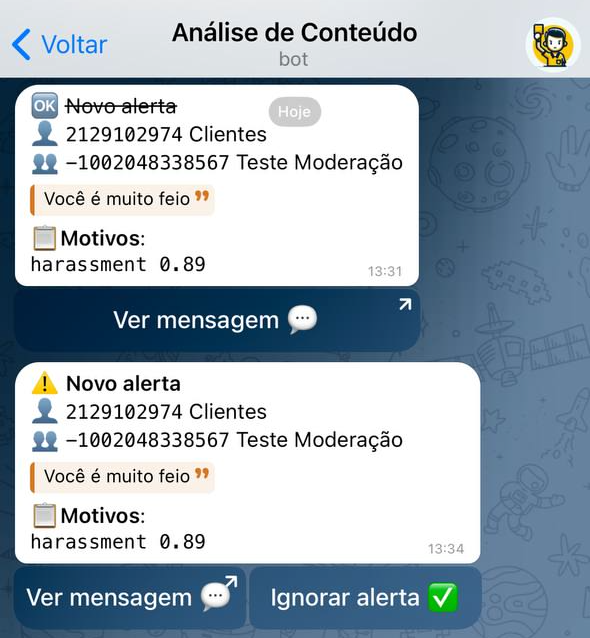 Voltar
Análise de Conteúdo
bot
Hoje
🆗 Novo alerta
👤 2129102974 Clientes
👥 -1002048338567 Teste Moderação
Você é muito feio
📋 Motivos:
harassment 0.89
13:31
Ver mensagem 💬
⚠️ Novo alerta
👤 2129102974 Clientes
👥 -1002048338567 Teste Moderação
Você é muito feio
📋 Motivos:
harassment 0.89
13:34
Ver mensagem 💬
Ignorar alerta ✅